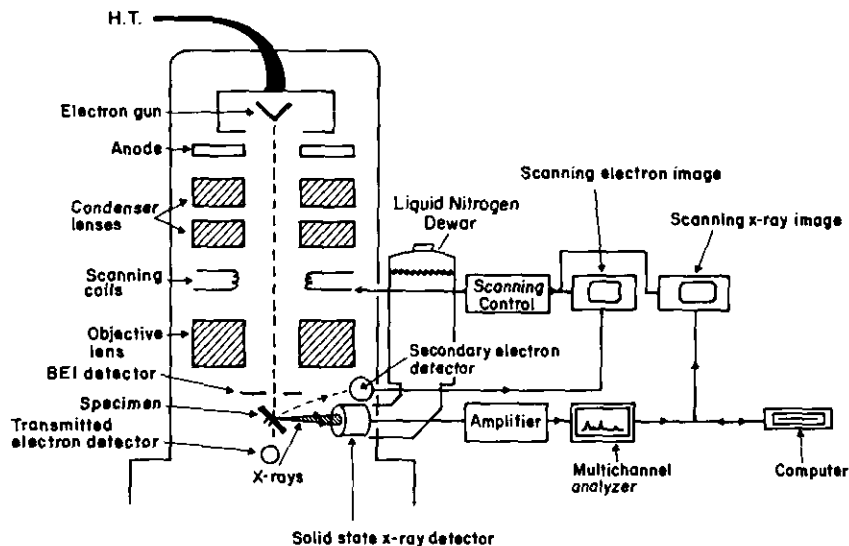 H.T.
Electron gun
Anode
Condenser
lenses
Scanning
coils
Objective
lens
BEI detector
Specimen
Transmitted
electron detector
X-rays
Solid state x-ray detector
Liquid Nitrogen
Dewar
Secondary electron
detector
Scanning
Control
Scanning electron image
Scanning x-ray image
Amplifier
Multichannel
analyzer
Computer